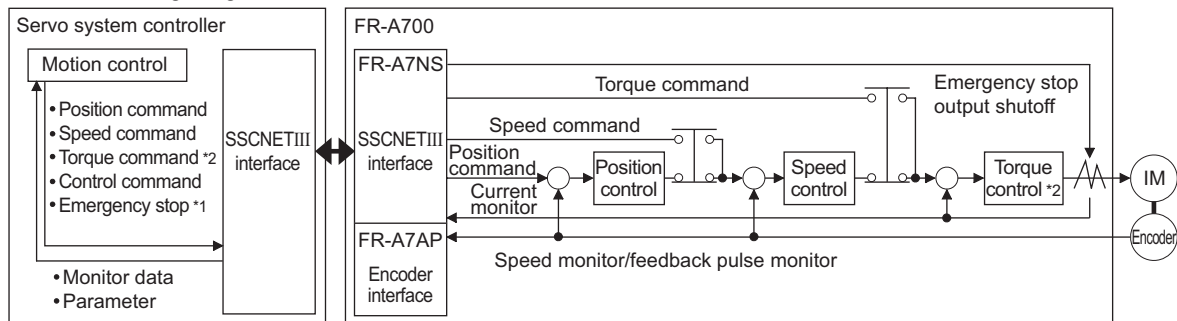 Servo system controller
Motion control
• Position command
• Speed command
• Torque command *2
• Control command
• Emergency stop *1
SSCNETIII
interface
• Monitor data
• Parameter
FR-A700
FR-A7NS
SSCNETIII
interface
FR-A7AP
Encoder
interface
Torque command
Speed command
Position
command
Current
monitor
Position
control
Speed
control
Torque
control *2
Emergency stop
output shutoff
IM
Encoder
Speed monitor/feedback pulse monitor